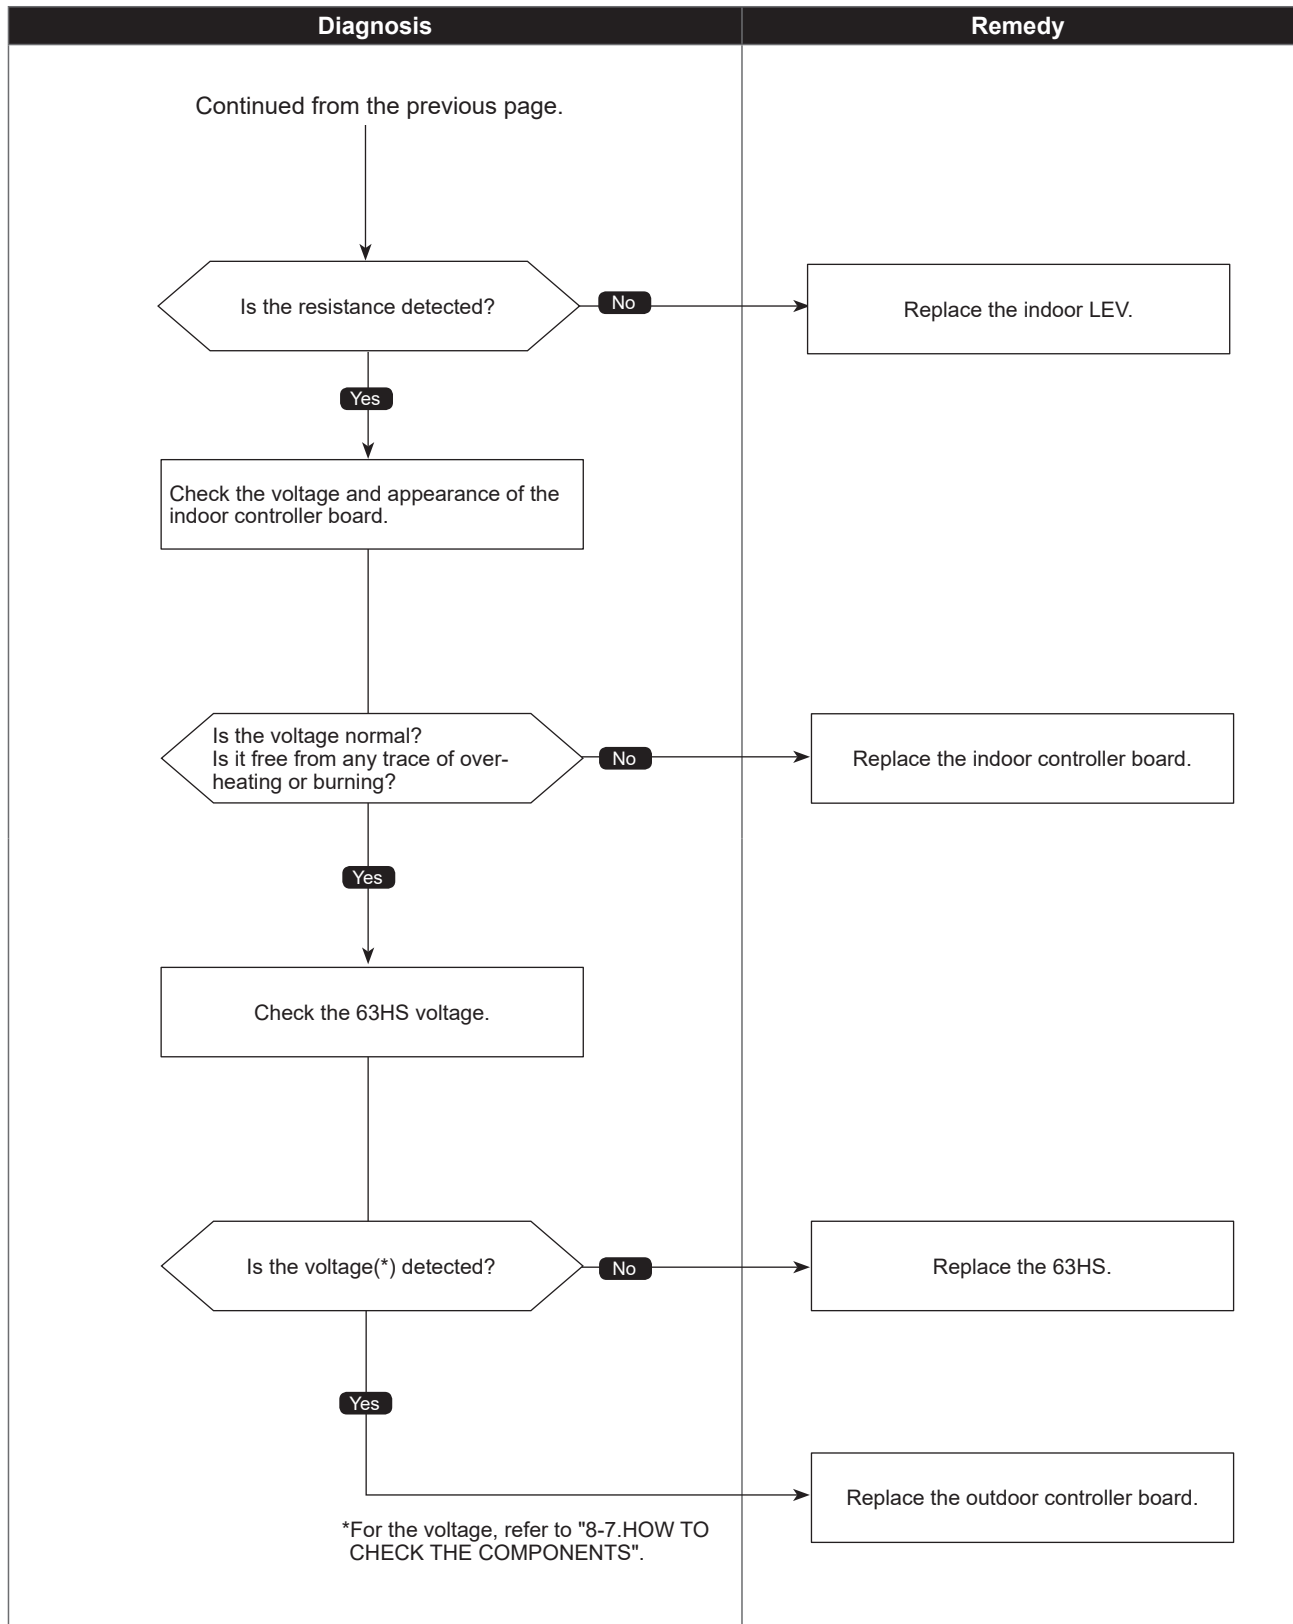 Diagnosis
Remedy
Continued from the previous page.
Is the resistance detected?
No
Replace the indoor LEV.
Yes
Check the voltage and appearance of the
indoor controller board.
Is the voltage normal?
Is it free from any trace of over-
heating or burning?
No
Replace the indoor controller board.
Yes
Check the 63HS voltage.
Is the voltage(*) detected?
No
Replace the 63HS.
Yes
Replace the outdoor controller board.
*For the voltage, refer to "8-7.HOW TO
CHECK THE COMPONENTS".